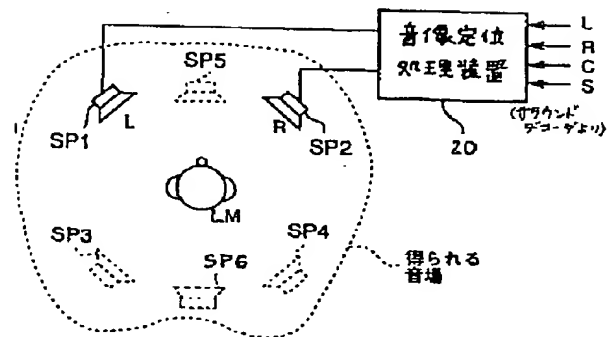 音像定位
処理装置
L
R
C
S
(サラウンド
デコーダより)
20
SP5
L
R
SP1
SP2
M
SP3
SP4
SP6
得られる
音場